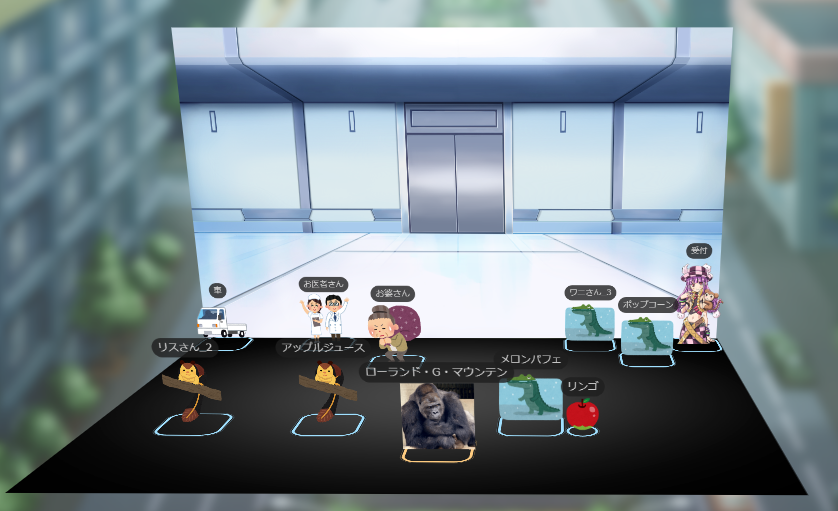 受付
お医者さん
車
お婆さん
ワニさん_3
ポップコーン
リスさん_2
アップルジュース
メロンパフェ
ローランド・G・マウンテン
リンゴ